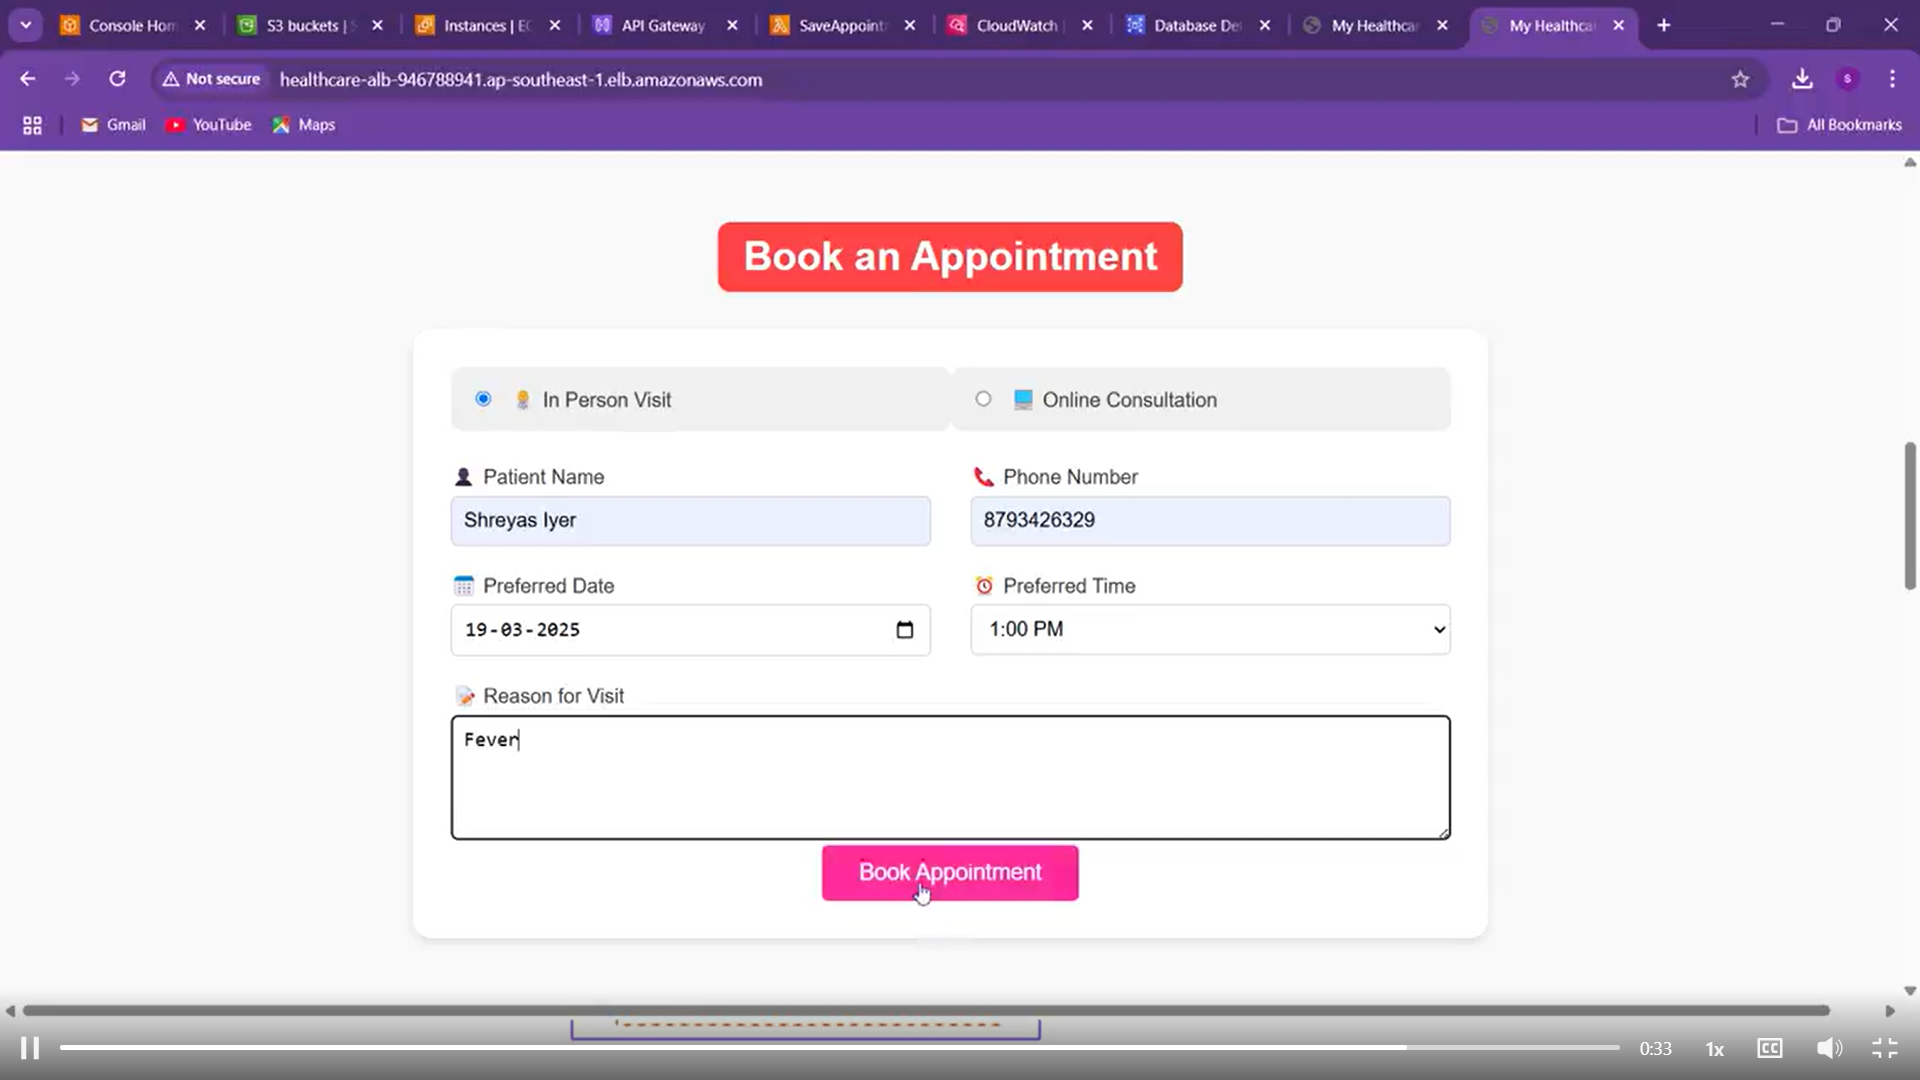 Console Hom
S3 buckets | S
Instances | EC
API Gateway
SaveAppoint
CloudWatch |
Database De
My Healthca
My Healthca
Not secure
healthcare-alb-946788941.ap-southeast-1.elb.amazonaws.com
s
Gmail
YouTube
Maps
All Bookmarks
Book an Appointment
In Person Visit
Online Consultation
Patient Name
Phone Number
Shreyas Iyer
8793426329
Preferred Date
Preferred Time
19-03-2025
1:00 PM
Reason for Visit
Fever
Book Appointment
0:33
1x
CC